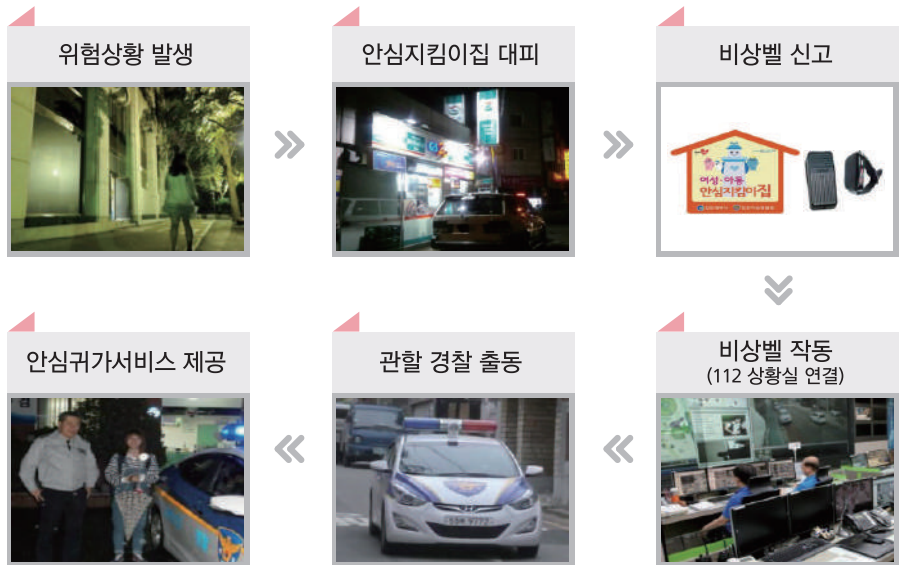 위험상황 발생
안심지킴이집 대피
비상벨 신고
여성·아동
안심지킴이집
비상벨 작동
(112 상황실 연결)
관할 경찰 출동
안심귀가서비스 제공